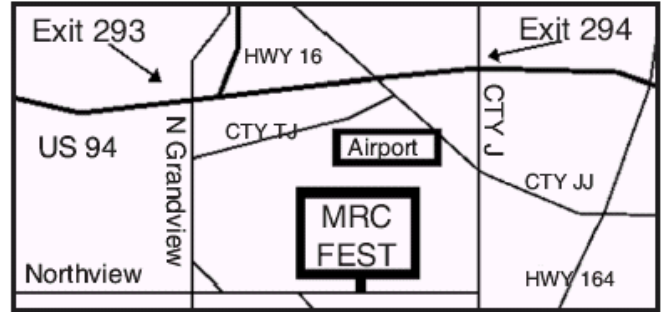 Exit 293
Exit 294
HWY 16
CTY TJ
CTY J
US 94
N Grandview
Airport
CTY JJ
MRC
FEST
Northview
HWY 164